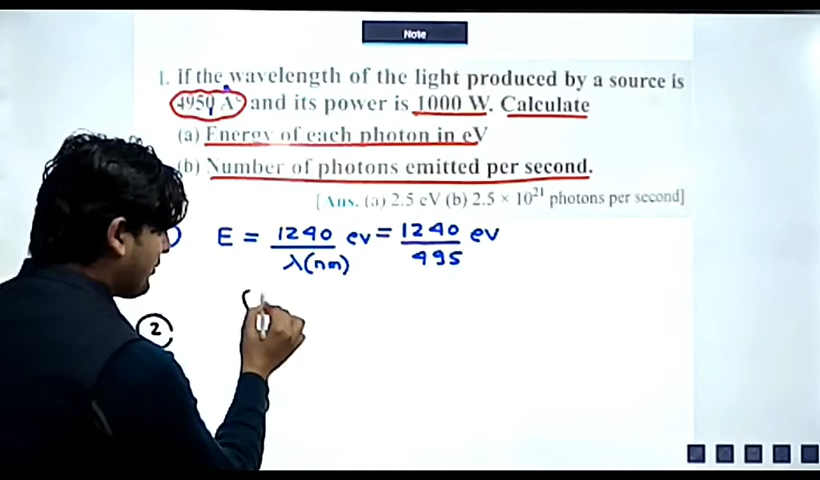 Note
1. If the wavelength of the light produced by a source is
4950 A° and its power is 1000 W. Calculate
(a) Energy of each photon in eV
(b) Number of photons emitted per second.
[Ans. (a) 2.5 eV (b) 2.5 × 10²¹ photons per second]
E = 1240/λ(nm) ev = 1240/495 ev
2